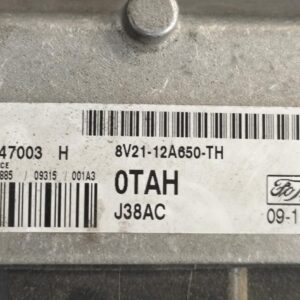 47003 H
8V21-12A650-TH
CE
885 / 09315 / 001A3
0TAH
J38AC
09-1